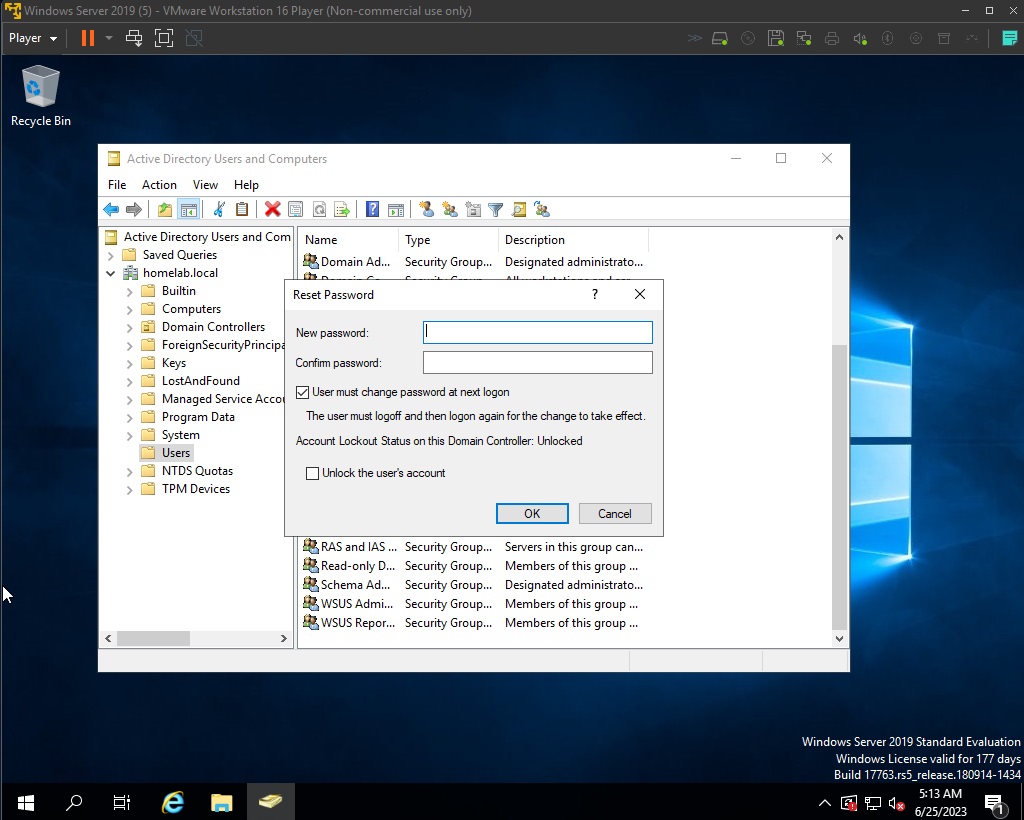 Windows Server 2019 (5) - VMware Workstation 16 Player (Non-commercial use only)
Player
Recycle Bin
Active Directory Users and Computers
File Action View Help
Active Directory Users and Com
Saved Queries
homelab.local
Builtin
Computers
Domain Controllers
ForeignSecurityPrincipa
Keys
LostAndFound
Managed Service Accou
Program Data
System
Users
NTDS Quotas
TPM Devices
Name Type Description
Domain Ad... Security Group... Designated administrato...
Reset Password
?
New password:
Confirm password:
User must change password at next logon
The user must logoff and then logon again for the change to take effect.
Account Lockout Status on this Domain Controller: Unlocked
Unlock the user's account
OK Cancel
RAS and IAS ... Security Group... Servers in this group can...
Read-only D... Security Group... Members of this group ...
Schema Ad... Security Group... Designated administrato...
WSUS Admi... Security Group... Members of this group ...
WSUS Repor... Security Group... Members of this group ...
Windows Server 2019 Standard Evaluation
Windows License valid for 177 days
Build 17763.rs5_release.180914-1434
5:13 AM
6/25/2023
1